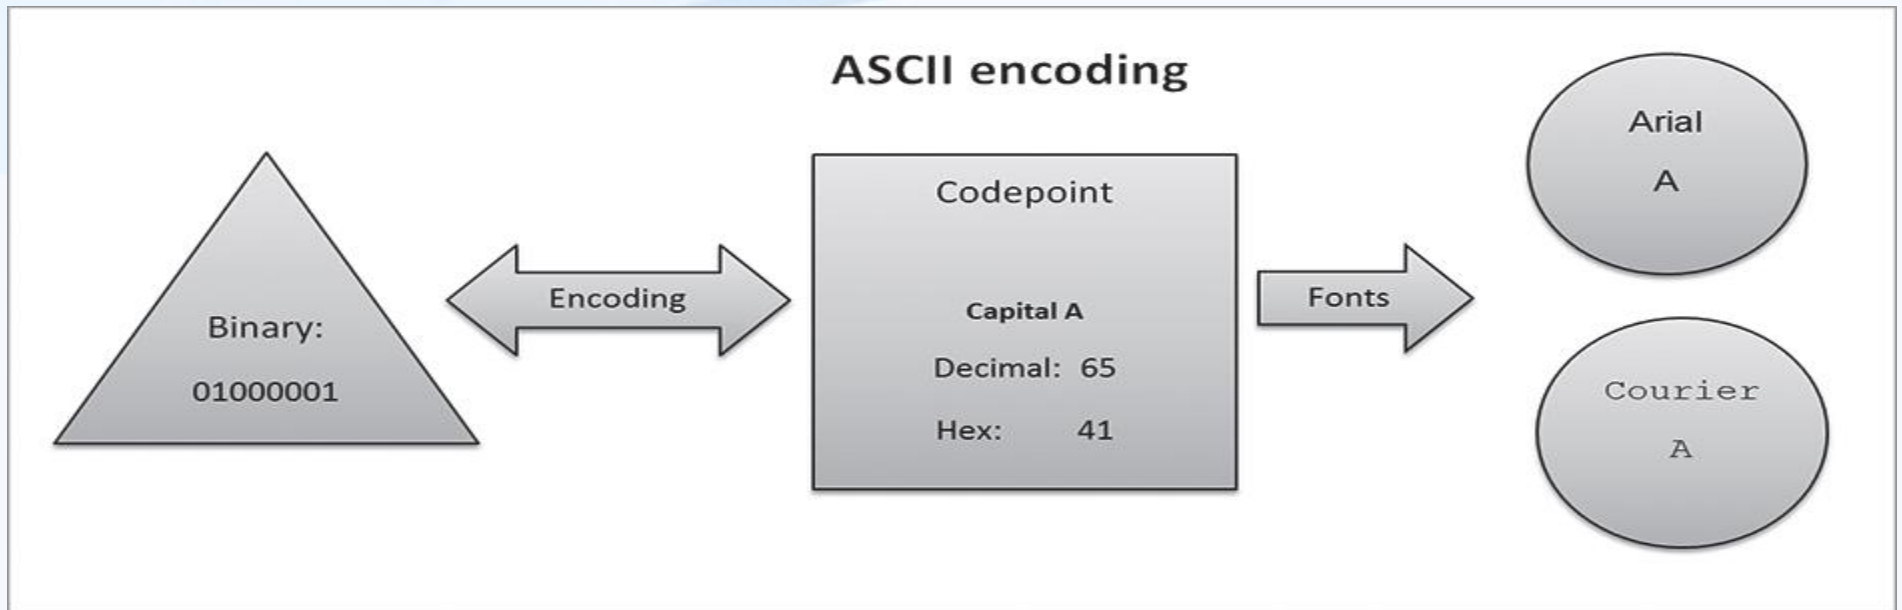 ASCII encoding
Binary:
01000001
Encoding
Codepoint
Capital A
Decimal: 65
Hex: 41
Fonts
Arial
A
Courier
A